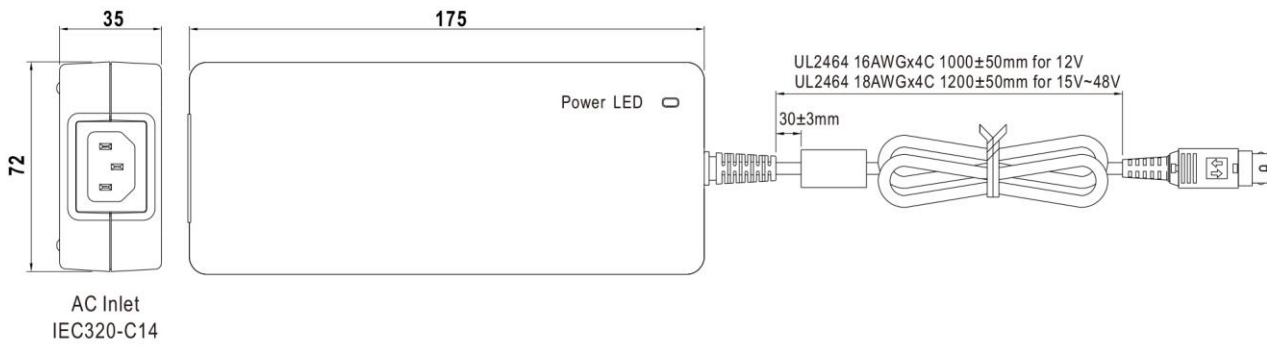 35
175
UL2464 16AWGx4C 1000±50mm for 12V
UL2464 18AWGx4C 1200±50mm for 15V~48V
Power LED
30±3mm
72
AC Inlet
IEC320-C14